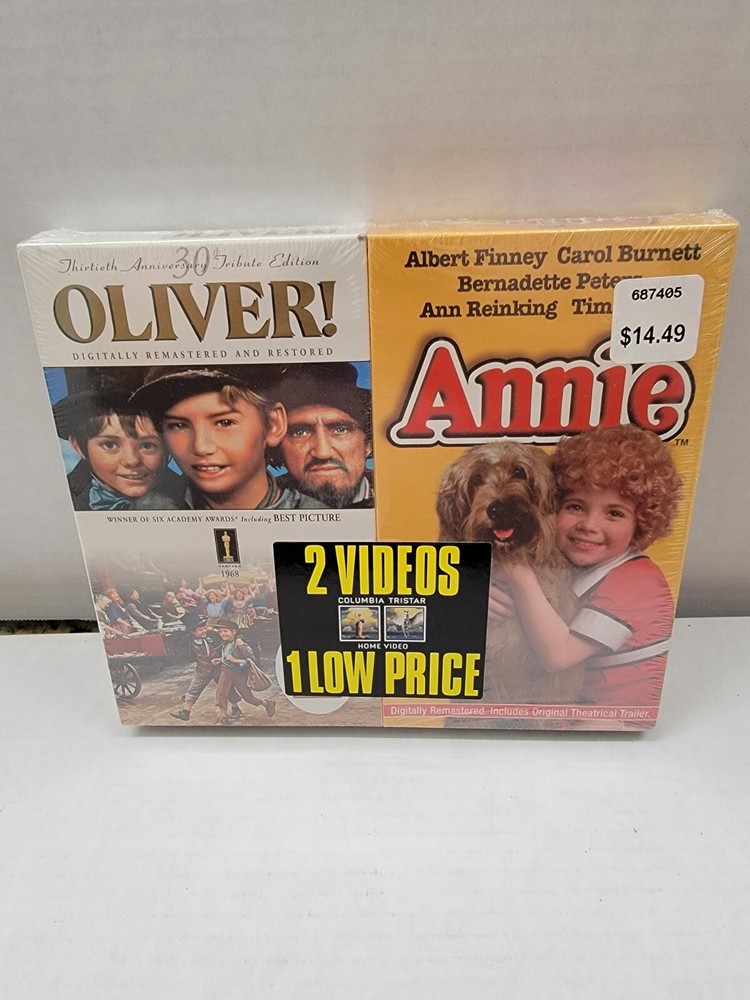 Thirtieth Anniversary Tribute Edition
30th
OLIVER!
DIGITALLY REMASTERED AND RESTORED
WINNER OF SIX ACADEMY AWARDS® Including BEST PICTURE
1968
Albert Finney Carol Burnett
Bernadette Peters
Ann Reinking Tim
687405
$14.49
Annie
TM
2 VIDEOS
COLUMBIA TRISTAR
HOME VIDEO
1 LOW PRICE
Digitally Remastered. Includes Original Theatrical Trailer.